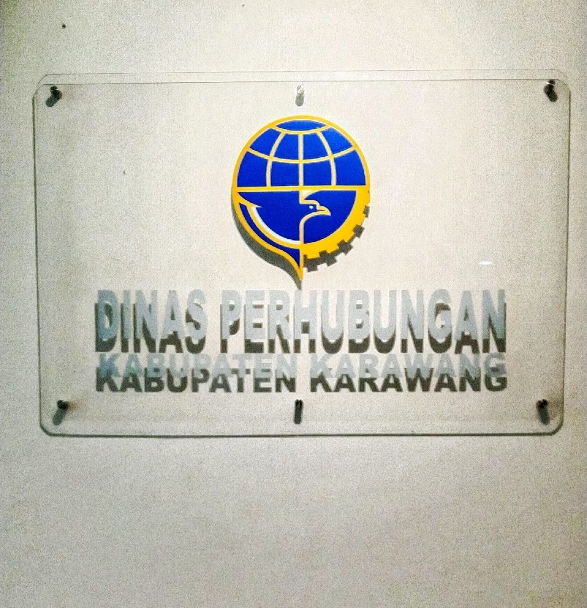 DINAS PERHUBUNGAN
KABUPATEN KARAWANG